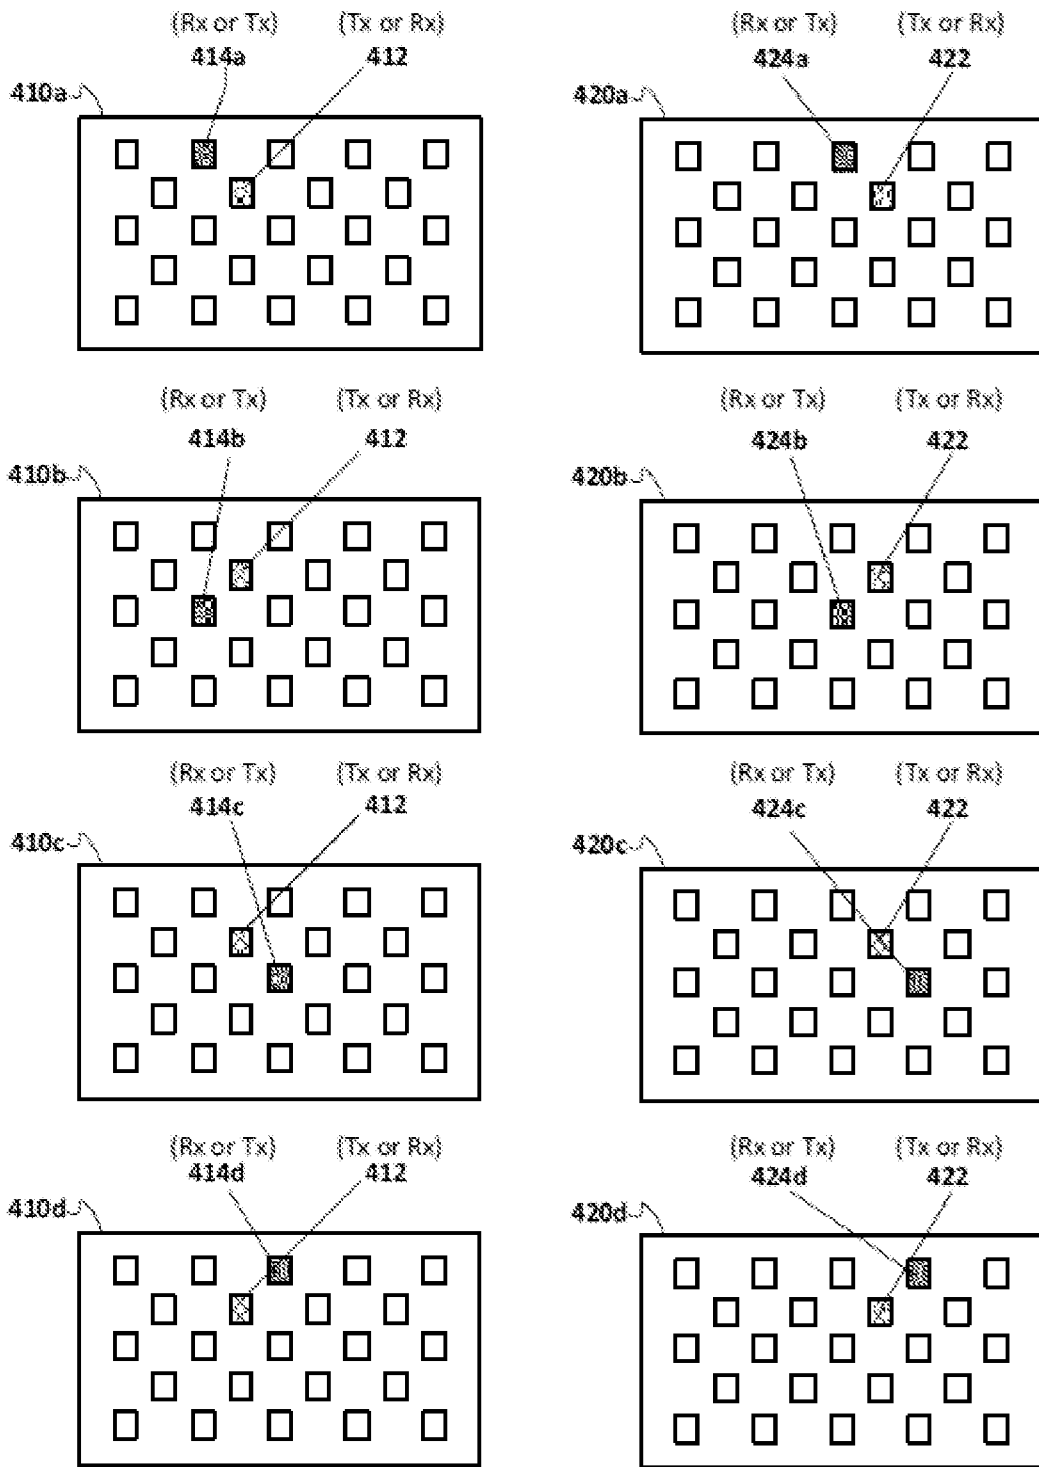 (Rx or Tx) (Tx or Rx) (Rx or Tx) (Tx or Rx)
414a 412 424a 422
410a 420a
(Rx or Tx) (Tx or Rx) (Rx or Tx) (Tx or Rx)
414b 412 424b 422
410b 420b
(Rx or Tx) (Tx or Rx) (Rx or Tx) (Tx or Rx)
414c 412 424c 422
410c 420c
(Rx or Tx) (Tx or Rx) (Rx or Tx) (Tx or Rx)
414d 412 424d 422
410d 420d